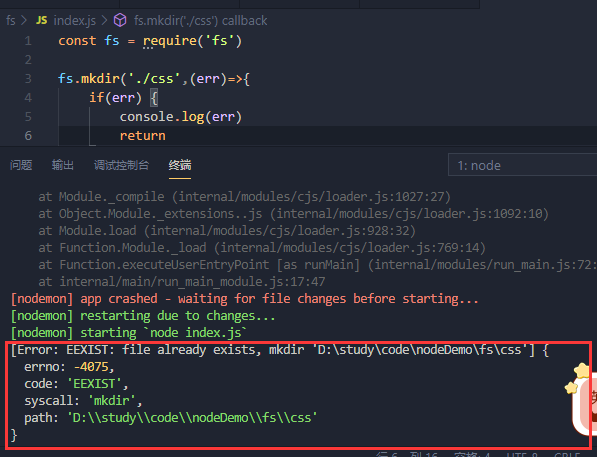 fs > JS index.js > fs.mkdir('./css') callback
1 const fs = require('fs')
2
3 fs.mkdir('./css',(err)=>{
4 if(err) {
5 console.log(err)
6 return
问题 输出 调试控制台 终端 1: node
at Module._compile (internal/modules/cjs/loader.js:1027:27)
at Object.Module._extensions..js (internal/modules/cjs/loader.js:1092:10)
at Module.load (internal/modules/cjs/loader.js:928:32)
at Function.Module._load (internal/modules/cjs/loader.js:769:14)
at Function.executeUserEntryPoint [as runMain] (internal/modules/run_main.js:72:
at internal/main/run_main_module.js:17:47
[nodemon] app crashed - waiting for file changes before starting...
[nodemon] restarting due to changes...
[nodemon] starting `node index.js`
[Error: EEXIST: file already exists, mkdir 'D:\study\code\nodeDemo\fs\css'] {
errno: -4075,
code: 'EEXIST',
syscall: 'mkdir',
path: 'D:\\study\\code\\nodeDemo\\fs\\css'
}